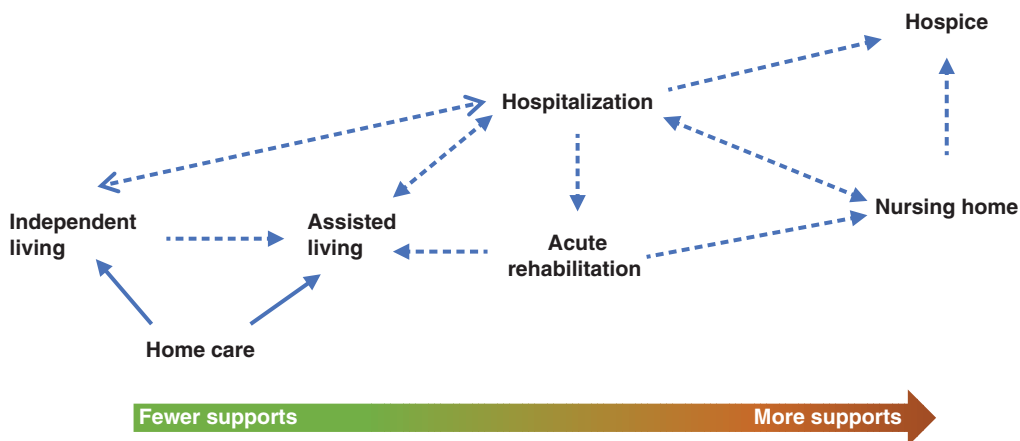 Hospice
Hospitalization
Independent
living
Assisted
living
Acute
rehabilitation
Nursing home
Home care
Fewer supports
More supports